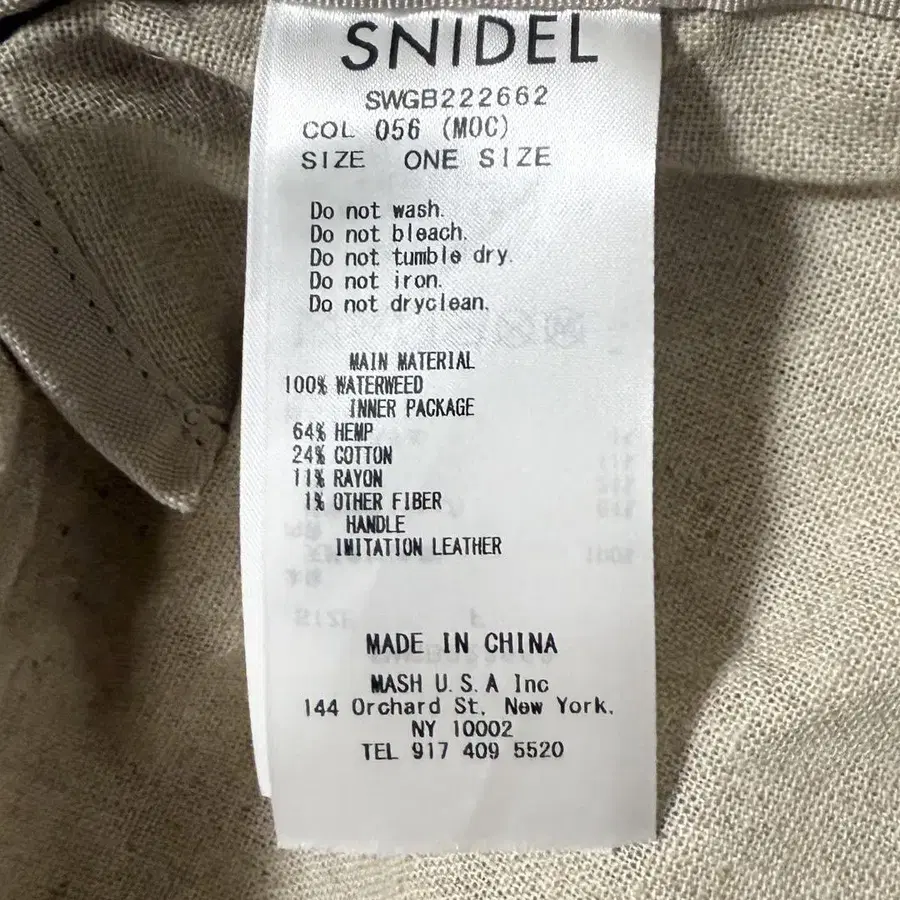 SNIDEL
SWGB222662
COL 056 (MOC)
SIZE ONE SIZE
Do not wash.
Do not bleach.
Do not tumble dry.
Do not iron.
Do not dryclean.
MAIN MATERIAL
100% WATERWEED
INNER PACKAGE
64% HEMP
24% COTTON
11% RAYON
1% OTHER FIBER
HANDLE
IMITATION LEATHER
MADE IN CHINA
MASH U.S.A Inc
144 Orchard St, New York,
NY 10002
TEL 917 409 5520